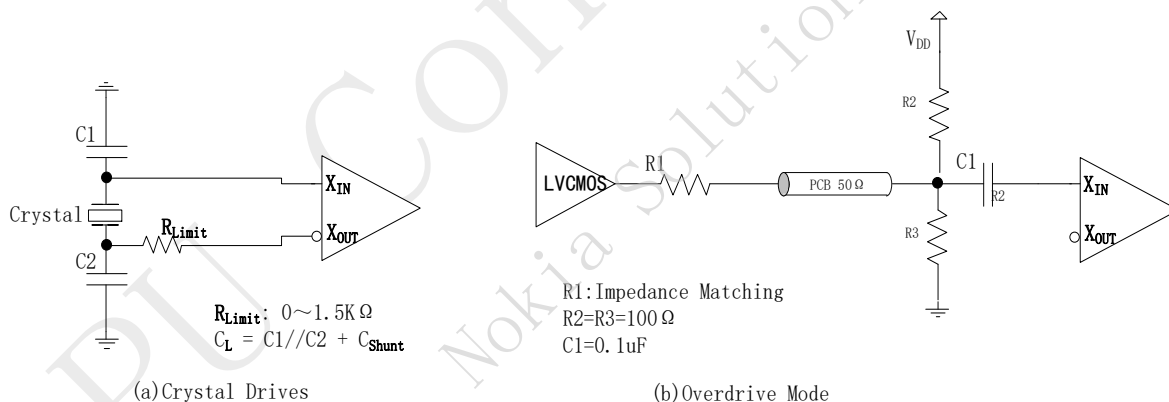 C1
Crystal
C2
R_Limit
X_IN
X_OUT
R_Limit: 0～1.5KΩ
C_L = C1//C2 + C_Shunt
(a)Crystal Drives
V_DD
R2
LVCMOS
R1
PCB 50Ω
C1
R2
X_IN
X_OUT
R3
R1:Impedance Matching
R2=R3=100Ω
C1=0.1uF
(b)Overdrive Mode
Nokia Solution